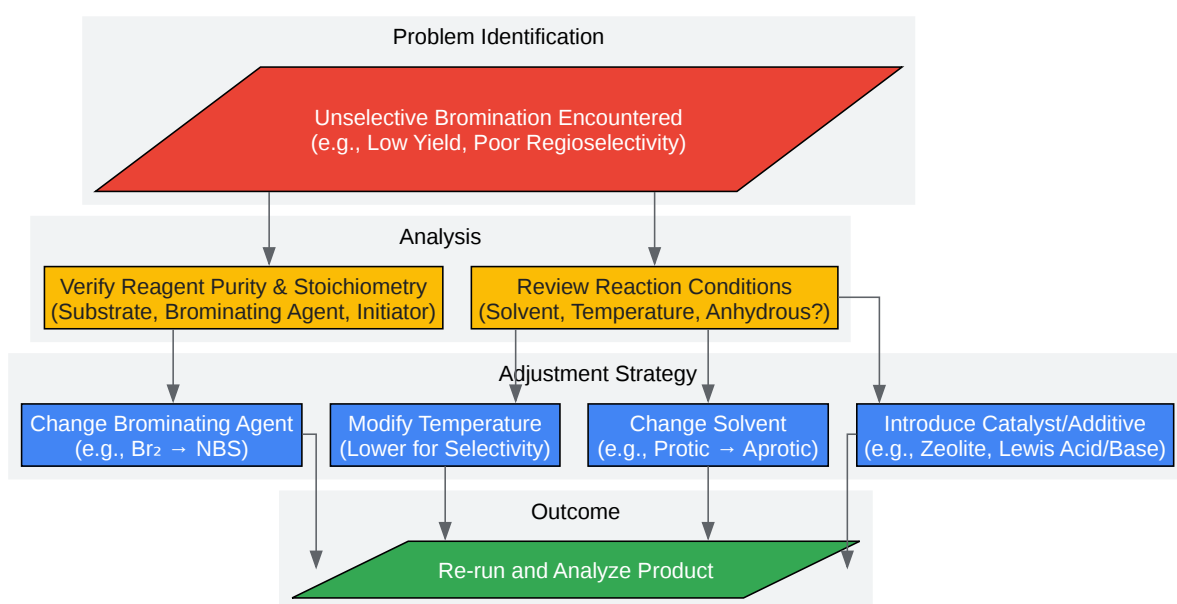 Problem Identification
Unselective Bromination Encountered
(e.g., Low Yield, Poor Regioselectivity)
Analysis
Verify Reagent Purity & Stoichiometry
(Substrate, Brominating Agent, Initiator)
Review Reaction Conditions
(Solvent, Temperature, Anhydrous?)
Adjustment Strategy
Change Brominating Agent
(e.g., Br₂ → NBS)
Modify Temperature
(Lower for Selectivity)
Change Solvent
(e.g., Protic → Aprotic)
Introduce Catalyst/Additive
(e.g., Zeolite, Lewis Acid/Base)
Outcome
Re-run and Analyze Product